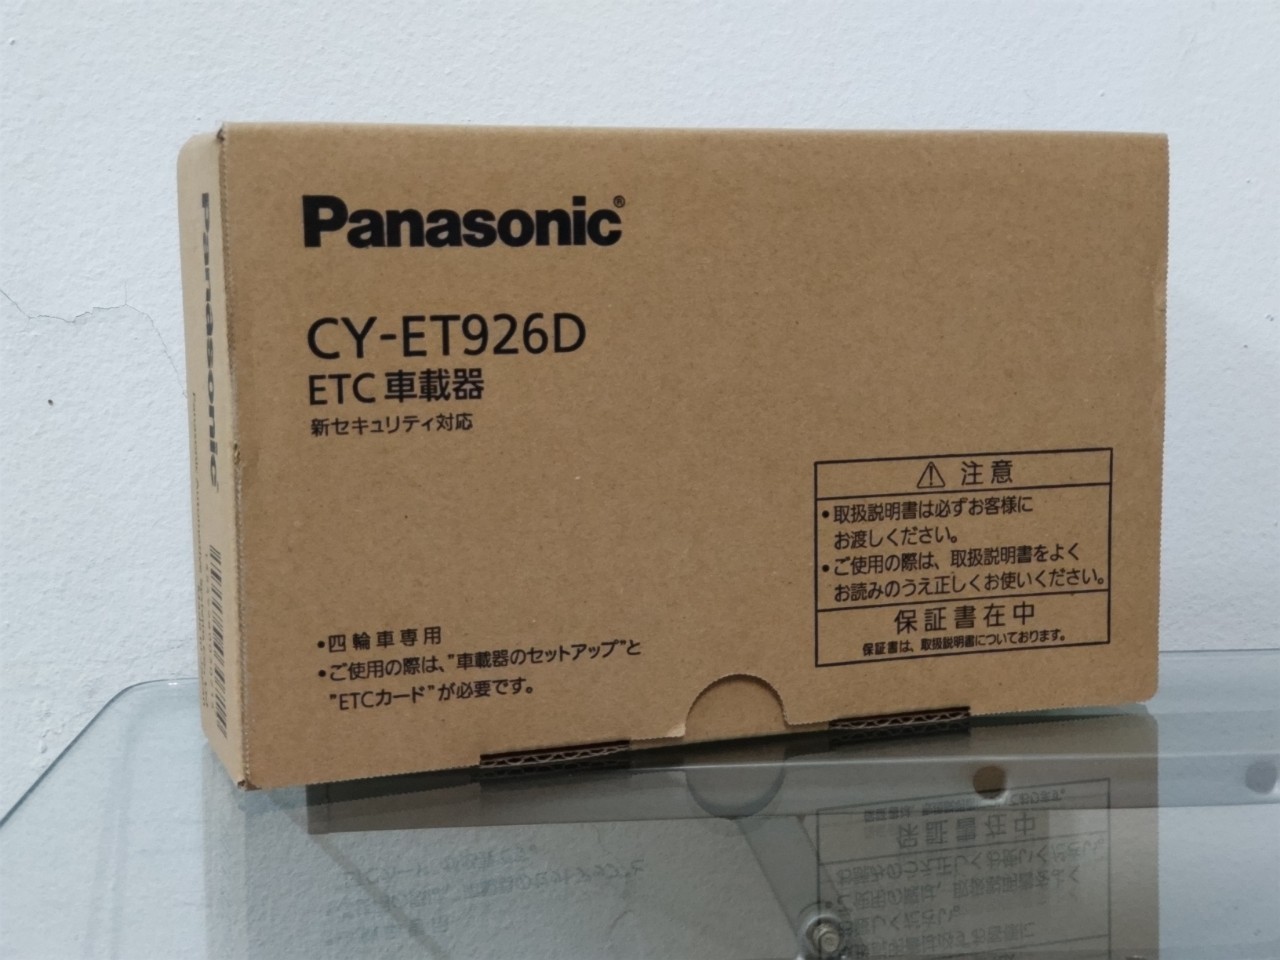 Panasonic®
CY-ET926D
ETC 車載器
新セキュリティ対応
⚠ 注意
•取扱説明書は必ずお客様に
お渡しください。
•ご使用の際は、取扱説明書をよく
お読みのうえ正しくお使いください。
保証書在中
保証書は、取扱説明書についております。
•四輪車専用
•ご使用の際は、"車載器のセットアップ"と
"ETCカード"が必要です。
Panasonic